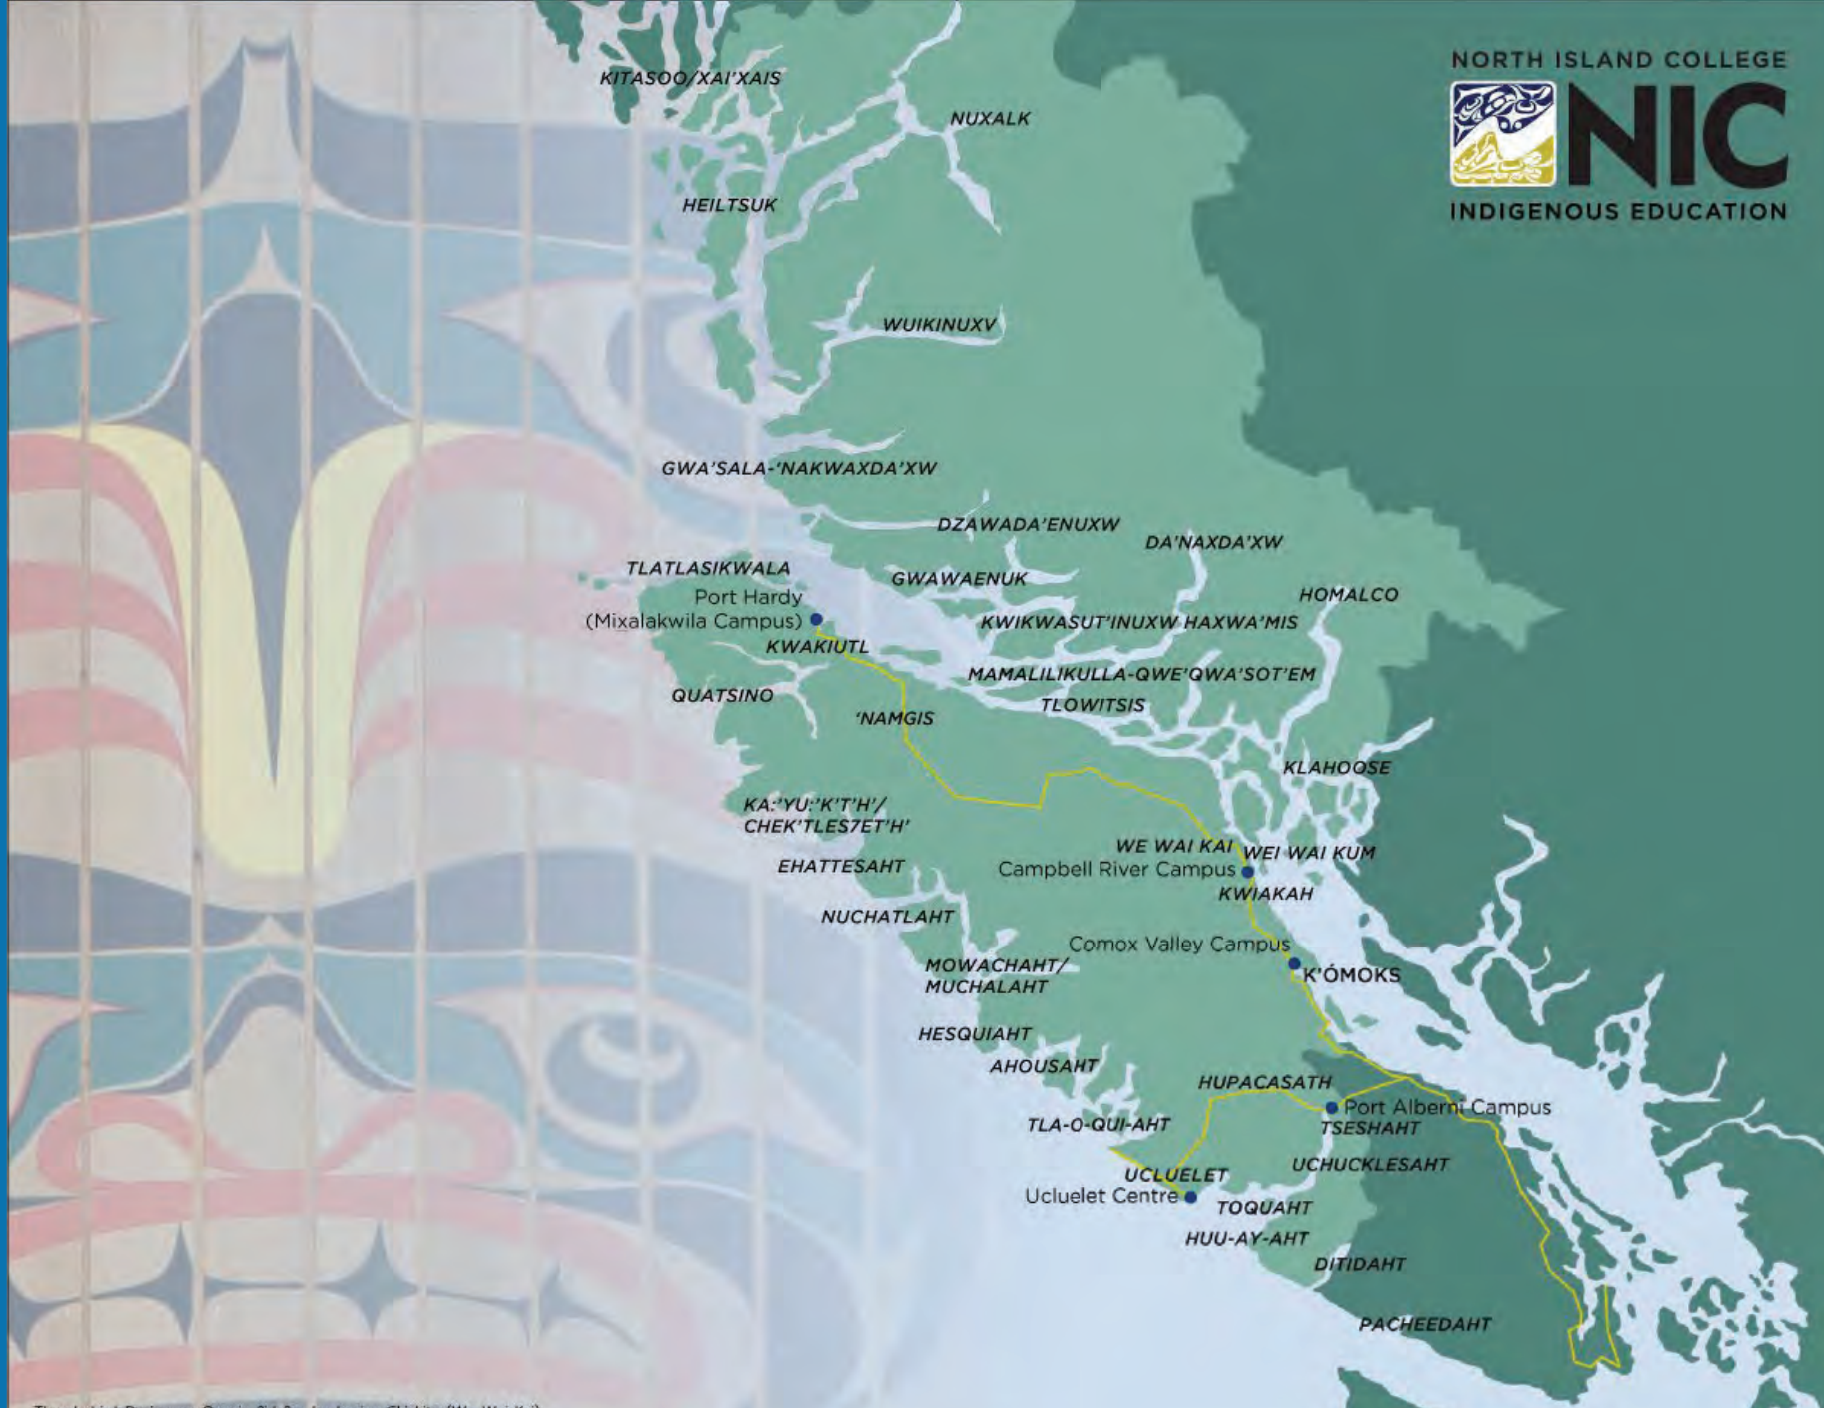 NORTH ISLAND COLLEGE
NIC
INDIGENOUS EDUCATION
KITASOO/XAI'XAIS
NUXALK
HEILTSUK
WUIKINUXV
GWA'SALA-'NAKWAXDA'XW
DZAWADA'ENUXW
DA'NAXDA'XW
TLATLASIKWALA
GWAWAENUK
HOMALCO
Port Hardy
(Mixalakwila Campus)
KWIKWASUT'INUXW HAXWA'MIS
KWAKIUTL
MAMALILIKULLA-QWE'QWA'SOT'EM
QUATSINO
TLOWITSIS
'NAMGIS
KLAHOOSE
KA:'YU:'K'T'H'/
CHEK'TLES7ET'H'
WE WAI KAI
WEI WAI KUM
EHATTESAHT
Campbell River Campus
KWIAKAH
NUCHATLAHT
Comox Valley Campus
MOWACHAHT/
MUCHALAHT
K'ÓMOKS
HESQUIAHT
AHOUSAHT
HUPACASATH
Port Alberni Campus
TLA-O-QUI-AHT
TSESHAHT
UCHUCKLESAHT
UCLUELET
Ucluelet Centre
TOQUAHT
HUU-AY-AHT
DITIDAHT
PACHEEDAHT